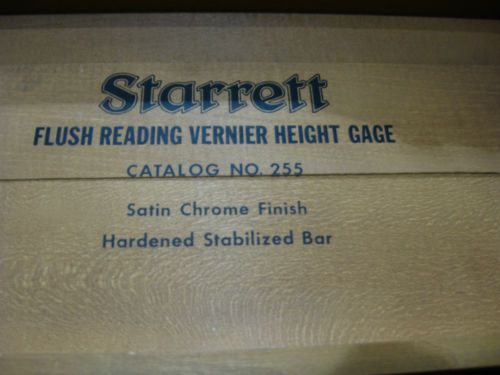 Starrett
FLUSH READING VERNIER HEIGHT GAGE
CATALOG NO. 255
Satin Chrome Finish
Hardened Stabilized Bar